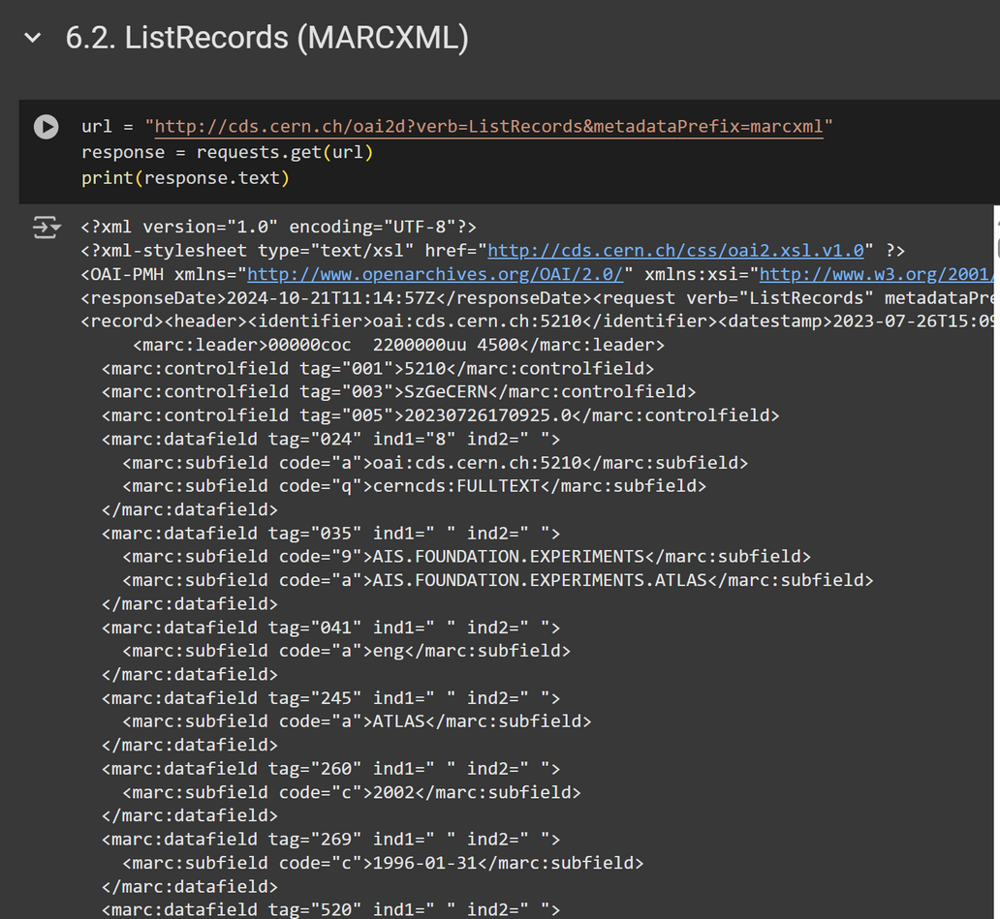 6.2. ListRecords (MARCXML)
url = "http://cds.cern.ch/oai2d?verb=ListRecords&metadataPrefix=marcxml"
response = requests.get(url)
print(response.text)
<?xml version="1.0" encoding="UTF-8"?>
<?xml-stylesheet type="text/xsl" href="http://cds.cern.ch/css/oai2.xsl.v1.0" ?>
<OAI-PMH xmlns="http://www.openarchives.org/OAI/2.0/" xmlns:xsi="http://www.w3.org/2001/
<responseDate>2024-10-21T11:14:57Z</responseDate><request verb="ListRecords" metadataPre
<record><header><identifier>oai:cds.cern.ch:5210</identifier><datestamp>2023-07-26T15:09
<marc:leader>00000coc  2200000uu 4500</marc:leader>
<marc:controlfield tag="001">5210</marc:controlfield>
<marc:controlfield tag="003">SzGeCERN</marc:controlfield>
<marc:controlfield tag="005">20230726170925.0</marc:controlfield>
<marc:datafield tag="024" ind1="8" ind2=" ">
<marc:subfield code="a">oai:cds.cern.ch:5210</marc:subfield>
<marc:subfield code="q">cerncds:FULLTEXT</marc:subfield>
</marc:datafield>
<marc:datafield tag="035" ind1=" " ind2=" ">
<marc:subfield code="9">AIS.FOUNDATION.EXPERIMENTS</marc:subfield>
<marc:subfield code="a">AIS.FOUNDATION.EXPERIMENTS.ATLAS</marc:subfield>
</marc:datafield>
<marc:datafield tag="041" ind1=" " ind2=" ">
<marc:subfield code="a">eng</marc:subfield>
</marc:datafield>
<marc:datafield tag="245" ind1=" " ind2=" ">
<marc:subfield code="a">ATLAS</marc:subfield>
</marc:datafield>
<marc:datafield tag="260" ind1=" " ind2=" ">
<marc:subfield code="c">2002</marc:subfield>
</marc:datafield>
<marc:datafield tag="269" ind1=" " ind2=" ">
<marc:subfield code="c">1996-01-31</marc:subfield>
</marc:datafield>
<marc:datafield tag="520" ind1=" " ind2=" ">